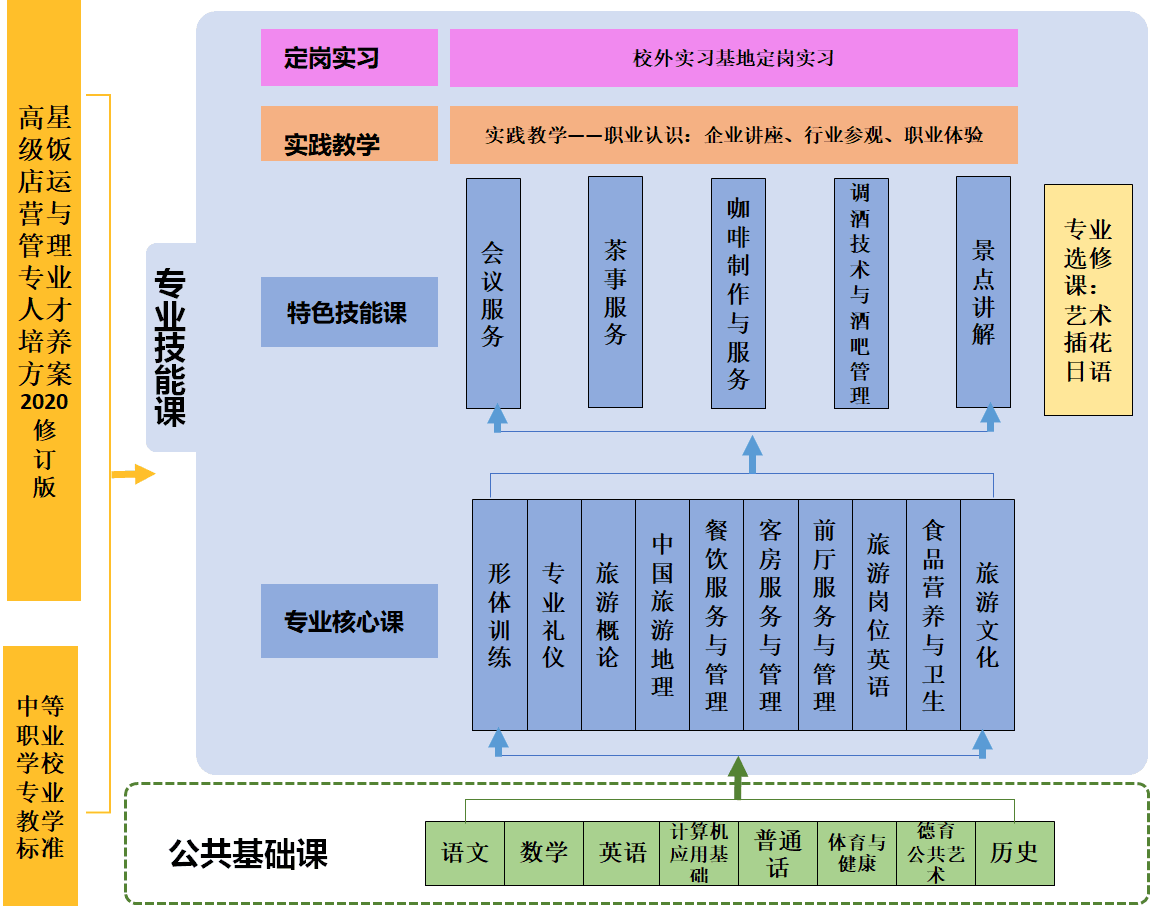 高星
级饭
店运
营与
管理
专业
人才
培养
方案
2020
修
订
版
中等
职业
学校
专业
教学
标准
专业技能课
定岗实习
校外实习基地定岗实习
实践教学
实践教学——职业认识：企业讲座、行业参观、职业体验
特色技能课
会议服务
茶事服务
咖啡制作与服务
调酒技术与酒吧管理
景点讲解
专业
选修
课：
艺术
插花
日语
专业核心课
形体训练
专业礼仪
旅游概论
中国旅游地理
餐饮服务与管理
客房服务与管理
前厅服务与管理
旅游岗位英语
食品营养与卫生
旅游文化
公共基础课
语文
数学
英语
计算机
应用基
础
普通
话
体育与
健康
德育
公共艺
术
历史